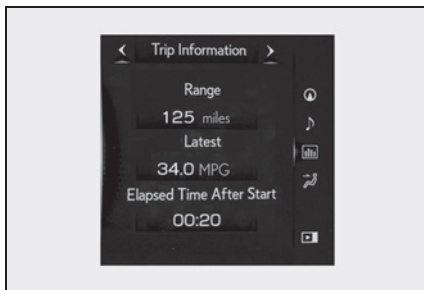 Trip Information
Range
125 miles
Latest
34.0 MPG
Elapsed Time After Start
00:20